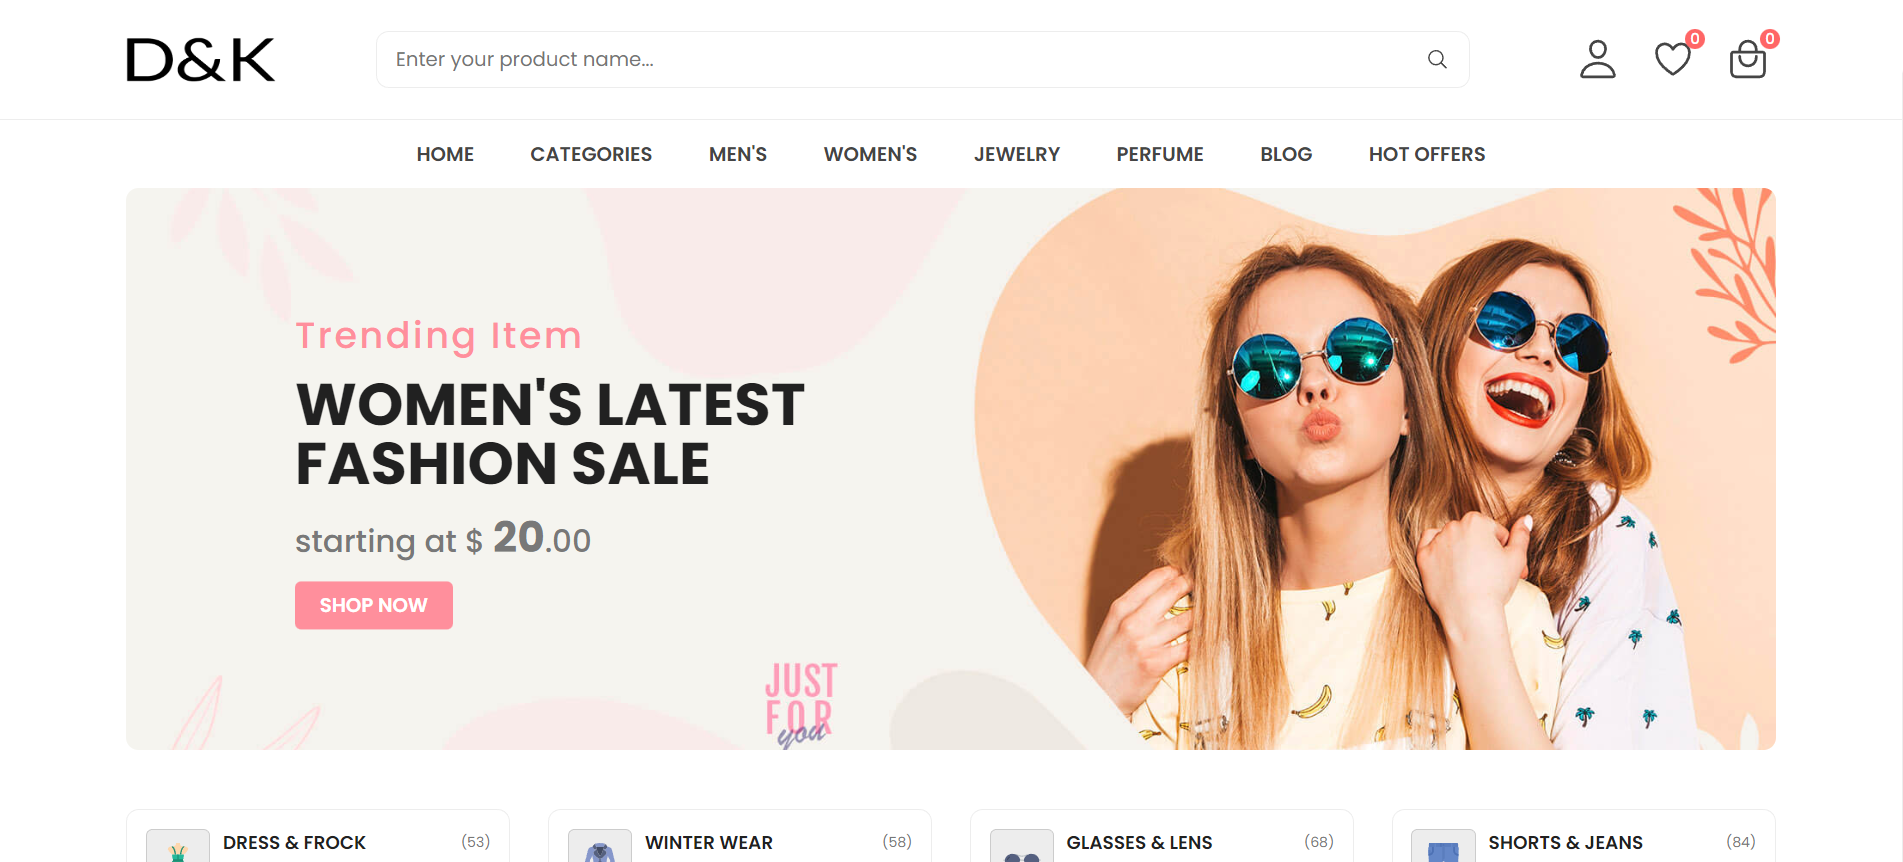 D&K
Enter your product name...
0
0
HOME CATEGORIES MEN'S WOMEN'S JEWELRY PERFUME BLOG HOT OFFERS
Trending Item
WOMEN'S LATEST
FASHION SALE
starting at $ 20.00
SHOP NOW
JUST
FOR
you
DRESS & FROCK (53)
WINTER WEAR (58)
GLASSES & LENS (68)
SHORTS & JEANS (84)